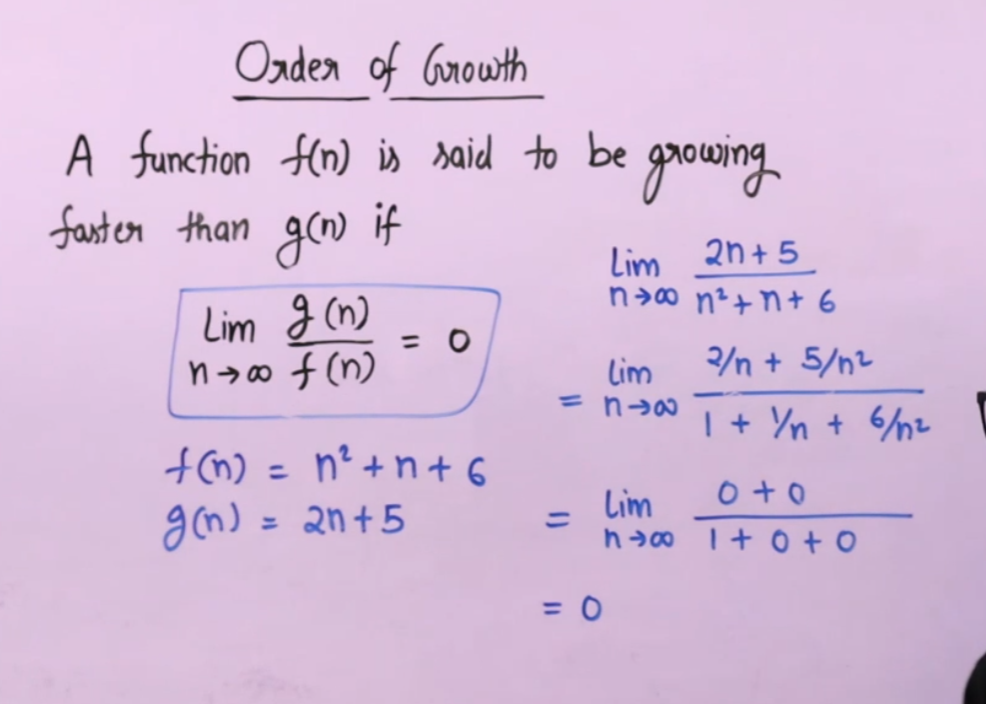 Order of Growth
A function f(n) is said to be growing
faster than g(n) if
Lim n→∞ g(n)/f(n) = 0
f(n) = n² + n + 6
g(n) = 2n + 5
Lim n→∞ (2n + 5)/(n² + n + 6)
= Lim n→∞ (2/n + 5/n²)/(1 + 1/n + 6/n²)
= Lim n→∞ (0 + 0)/(1 + 0 + 0)
= 0